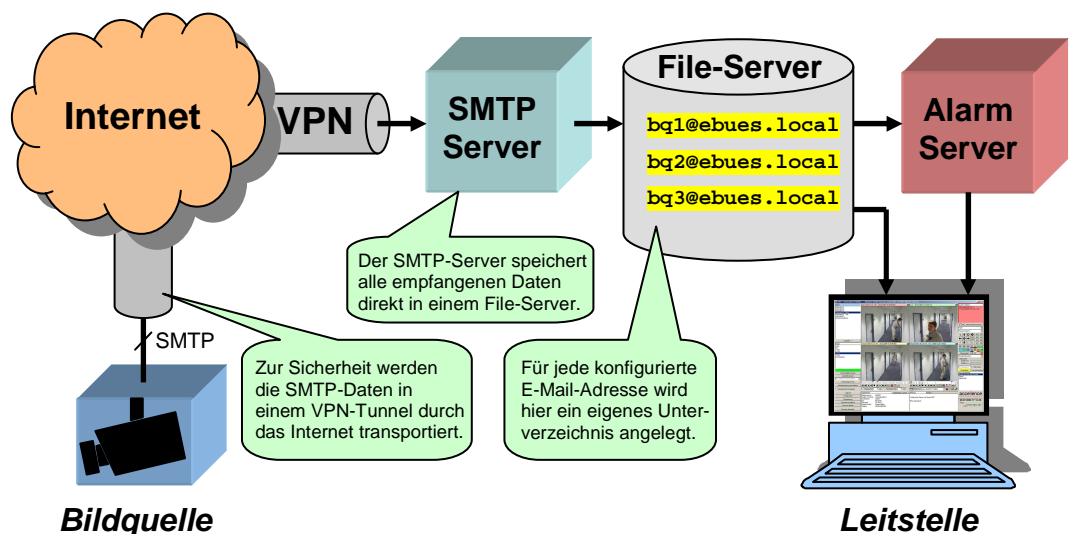 Internet
VPN
SMTP
Server
File-Server
bq1@ebues.local
bq2@ebues.local
bq3@ebues.local
Alarm
Server
Der SMTP-Server speichert
alle empfangenen Daten
direkt in einem File-Server.
SMTP
Zur Sicherheit werden
die SMTP-Daten in
einem VPN-Tunnel durch
das Internet transportiert.
Für jede konfigurierte
E-Mail-Adresse wird
hier ein eigenes Unter-
verzeichnis angelegt.
Bildquelle
Leitstelle